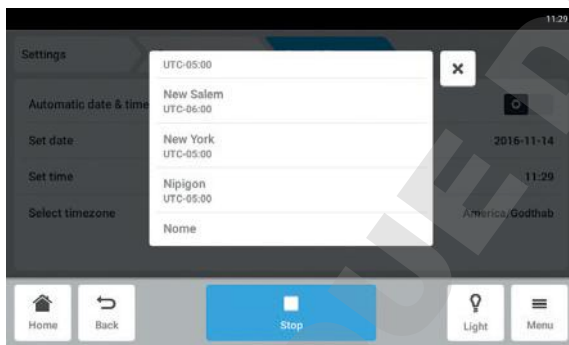 11:29
Settings
UTC-05:00
New Salem
UTC-06:00
Automatic date & time
New York
UTC-05:00
Set date
2016-11-14
Nipigon
UTC-05:00
Set time
11:29
Select timezone
America/Godthab
Nome
Home
Back
Stop
Light
Menu